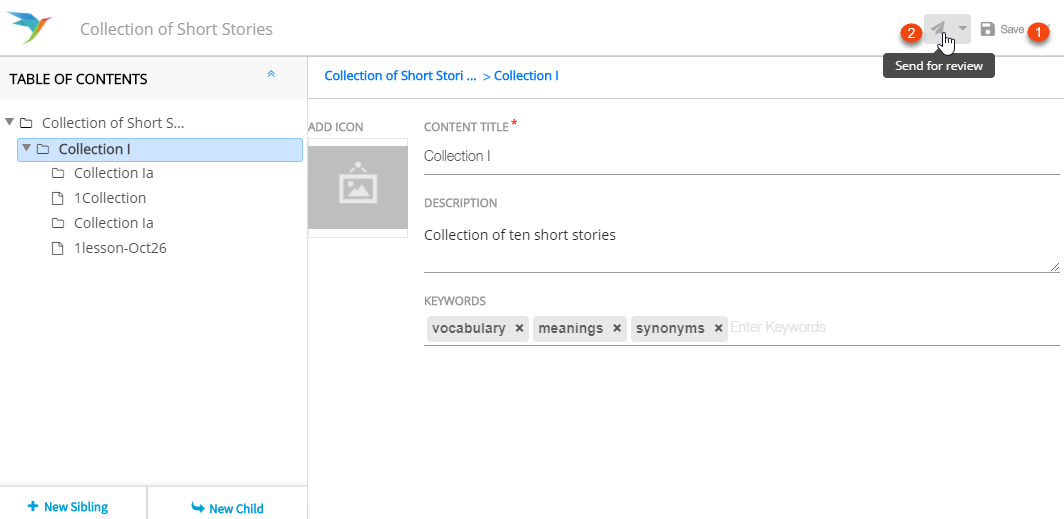 Collection of Short Stories
2
Save
1
Send for review
TABLE OF CONTENTS
Collection of Short Stori ... > Collection I
Collection of Short S...
Collection I
Collection Ia
1Collection
Collection Ia
1lesson-Oct26
ADD ICON
CONTENT TITLE*
Collection I
DESCRIPTION
Collection of ten short stories
KEYWORDS
vocabulary × meanings × synonyms × Enter Keywords
+ New Sibling
New Child